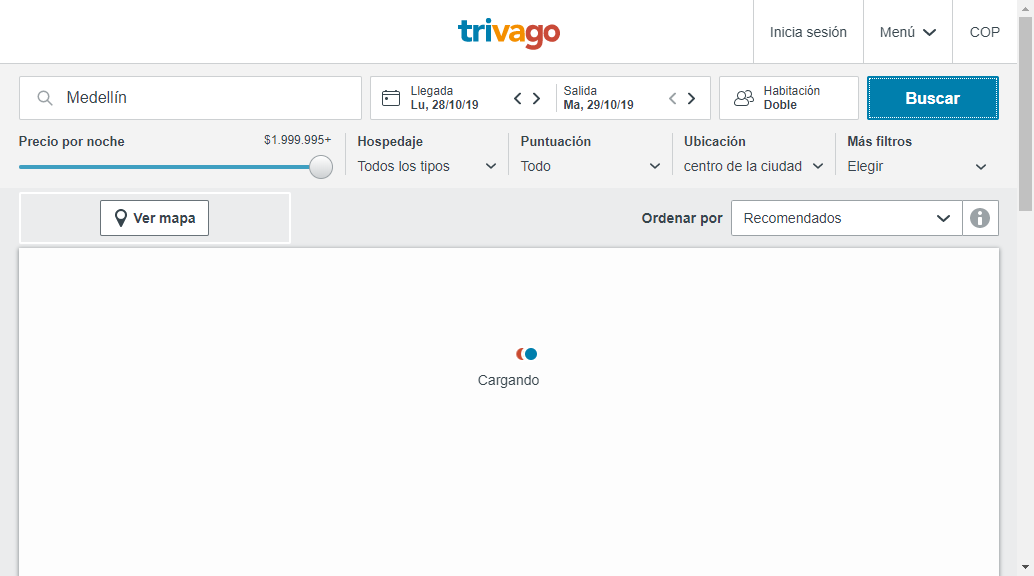 trivago
Inicia sesión
Menú
COP
Medellín
Llegada
Lu, 28/10/19
Salida
Ma, 29/10/19
Habitación
Doble
Buscar
Precio por noche
$1.999.995+
Hospedaje
Todos los tipos
Puntuación
Todo
Ubicación
centro de la ciudad
Más filtros
Elegir
Ver mapa
Ordenar por
Recomendados
Cargando